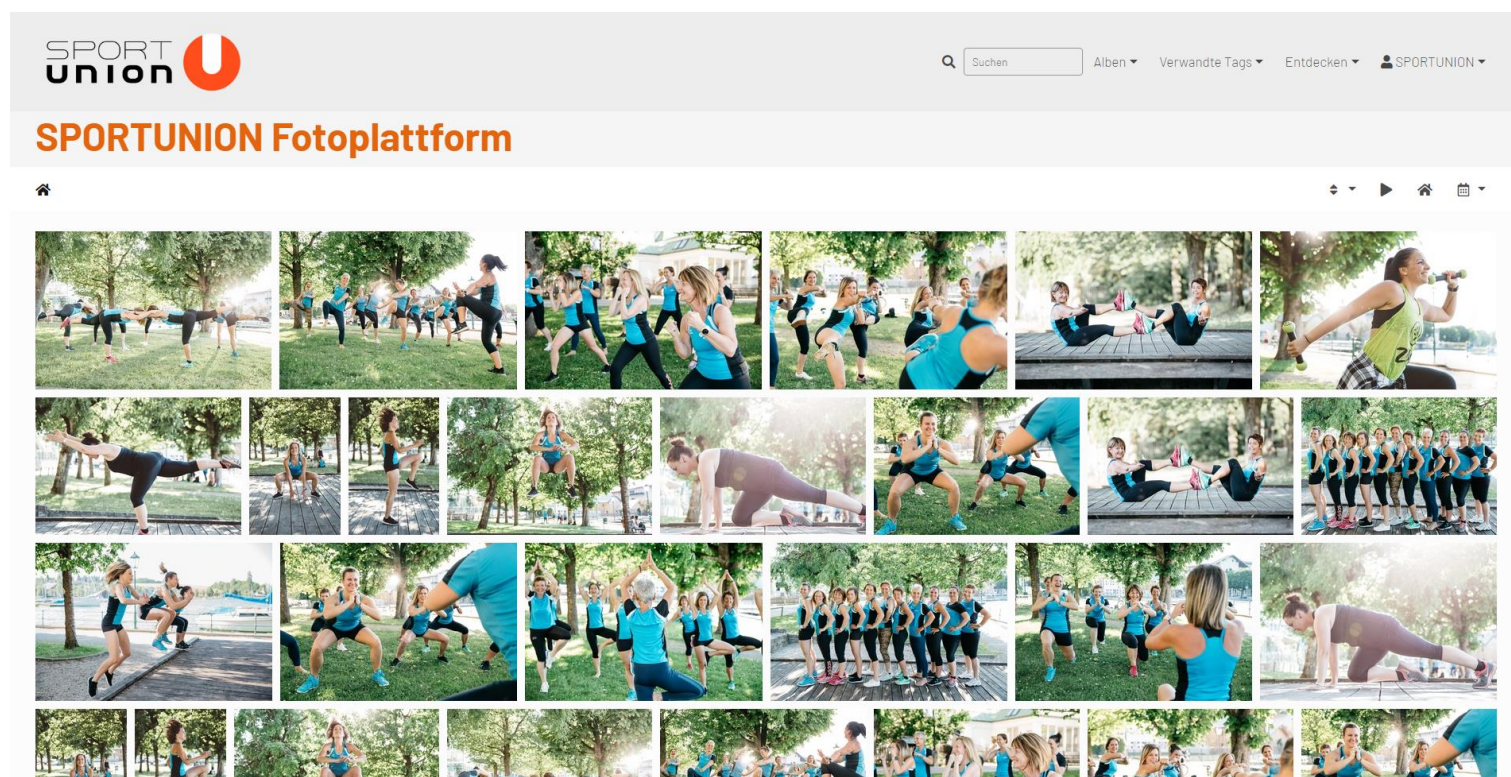 SPORT
UNION
Suchen
Alben
Verwandte Tags
Entdecken
SPORTUNION
SPORTUNION Fotoplattform